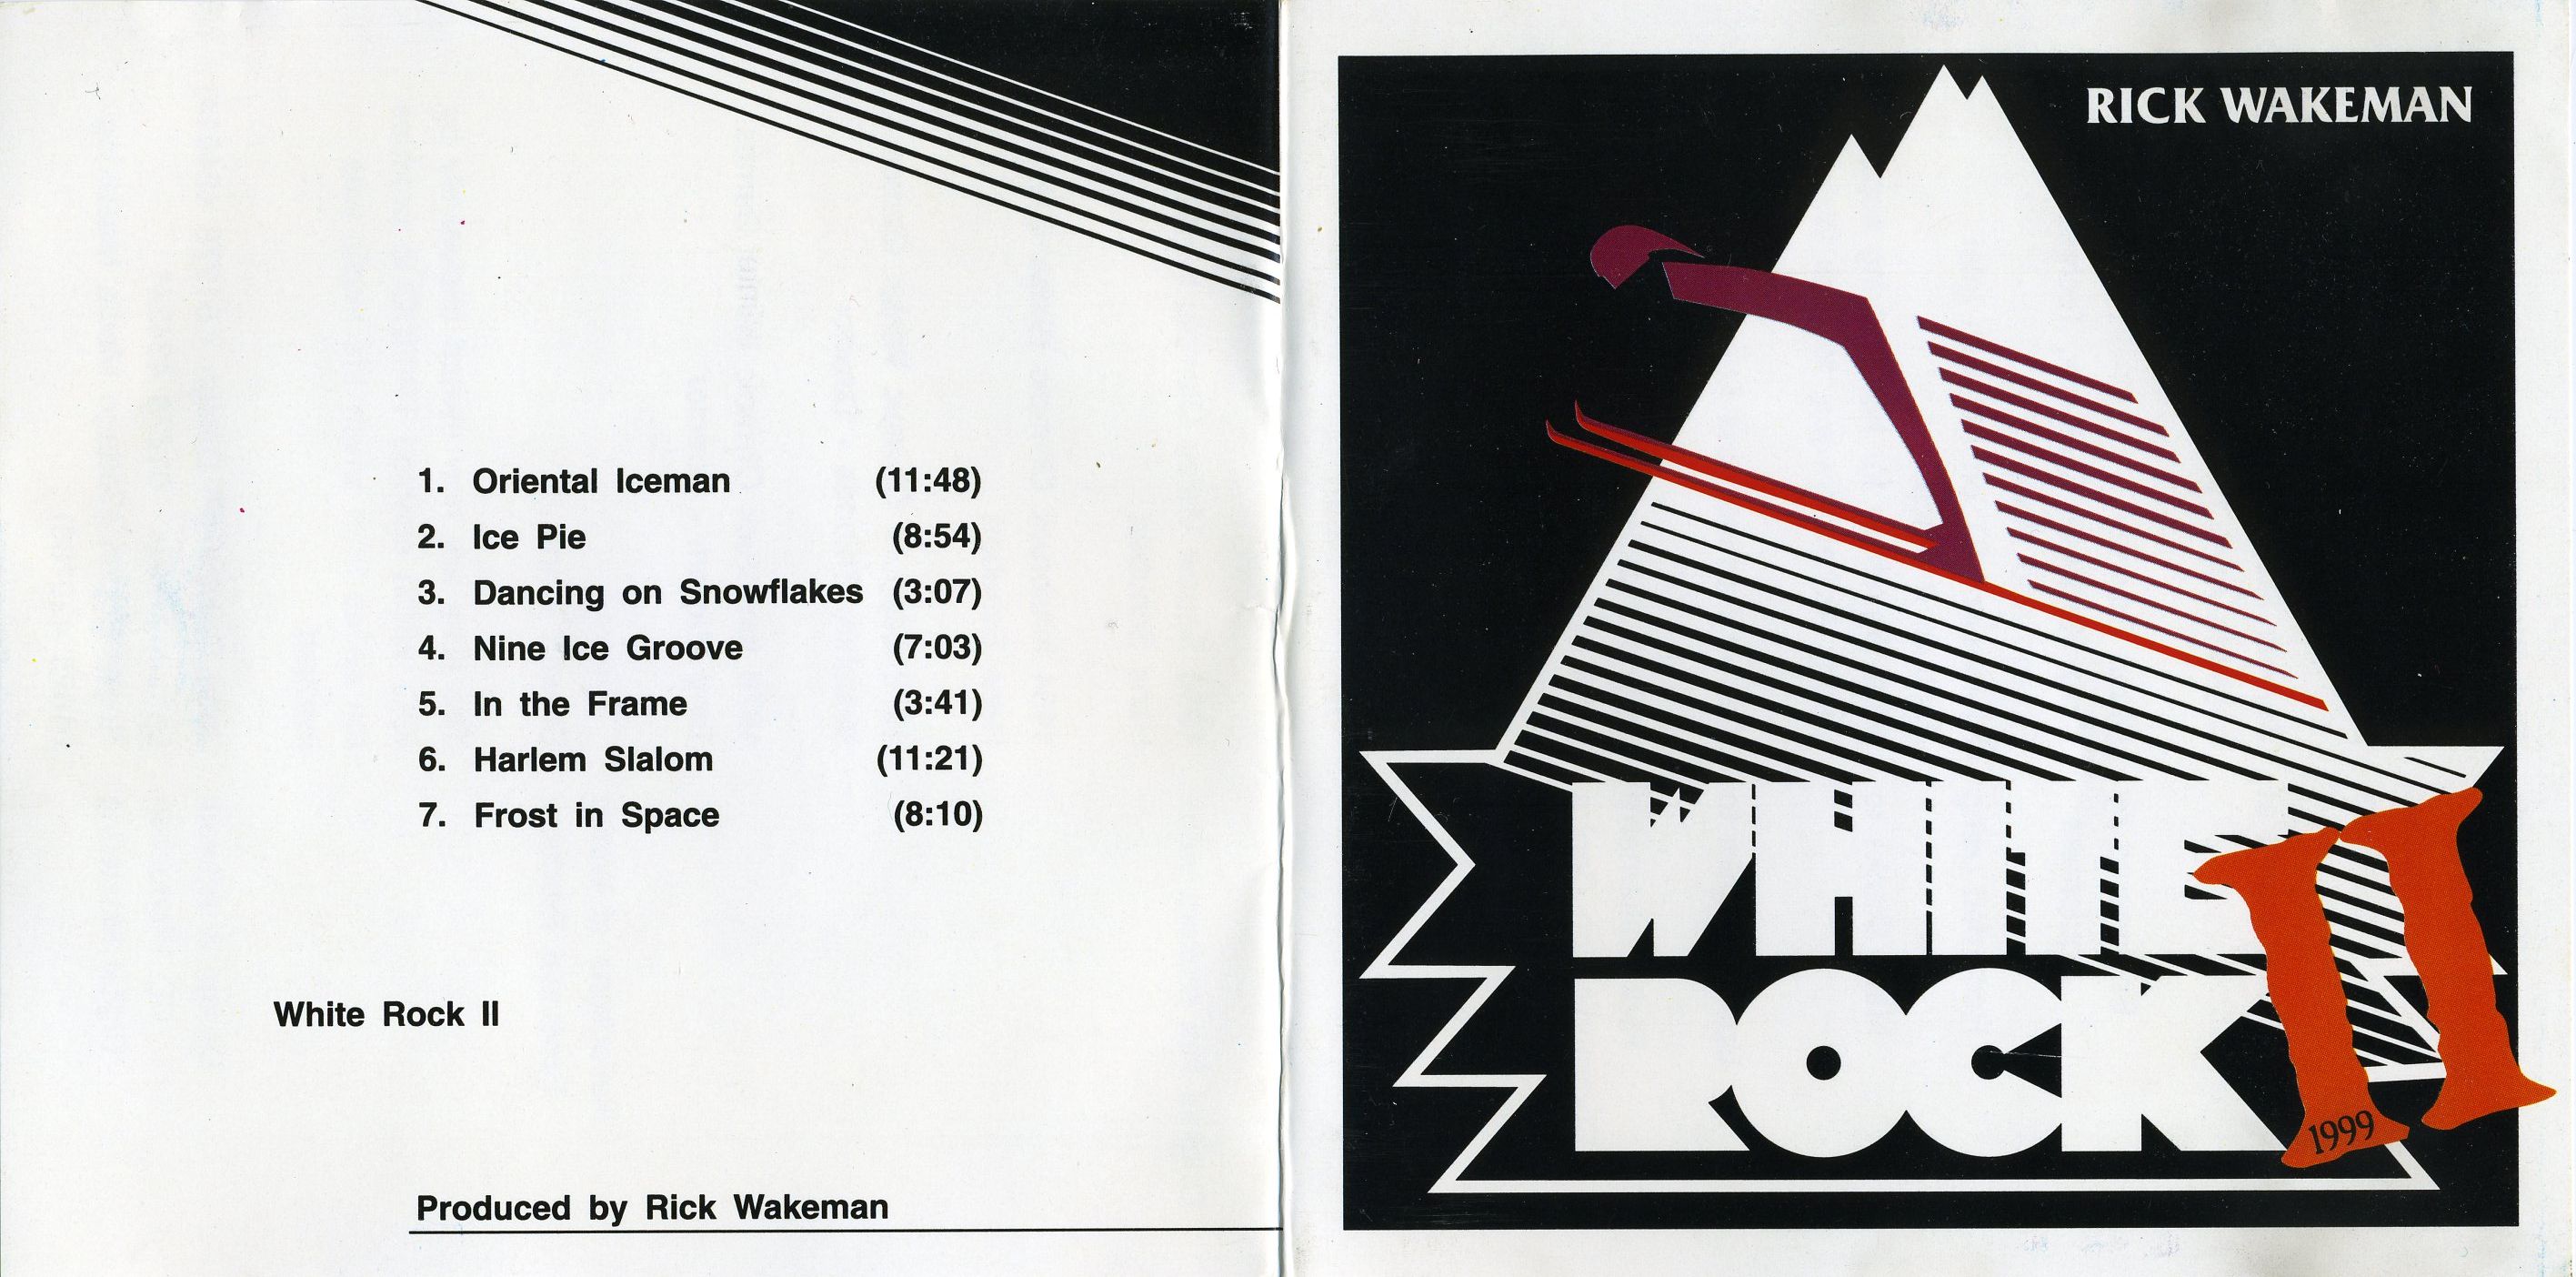 1. Oriental Iceman (11:48)
2. Ice Pie (8:54)
3. Dancing on Snowflakes (3:07)
4. Nine Ice Groove (7:03)
5. In the Frame (3:41)
6. Harlem Slalom (11:21)
7. Frost in Space (8:10)
White Rock II
Produced by Rick Wakeman
RICK WAKEMAN
WHITE
ROCK
II
1999